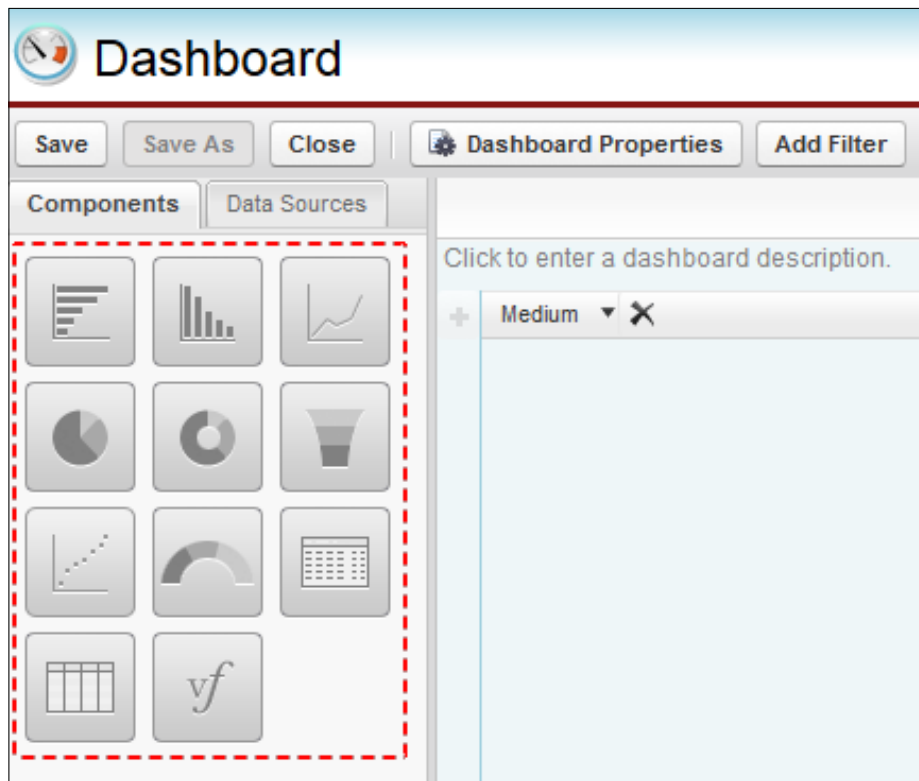 Dashboard
Save Save As Close Dashboard Properties Add Filter
Components Data Sources
Click to enter a dashboard description.
Medium
vf